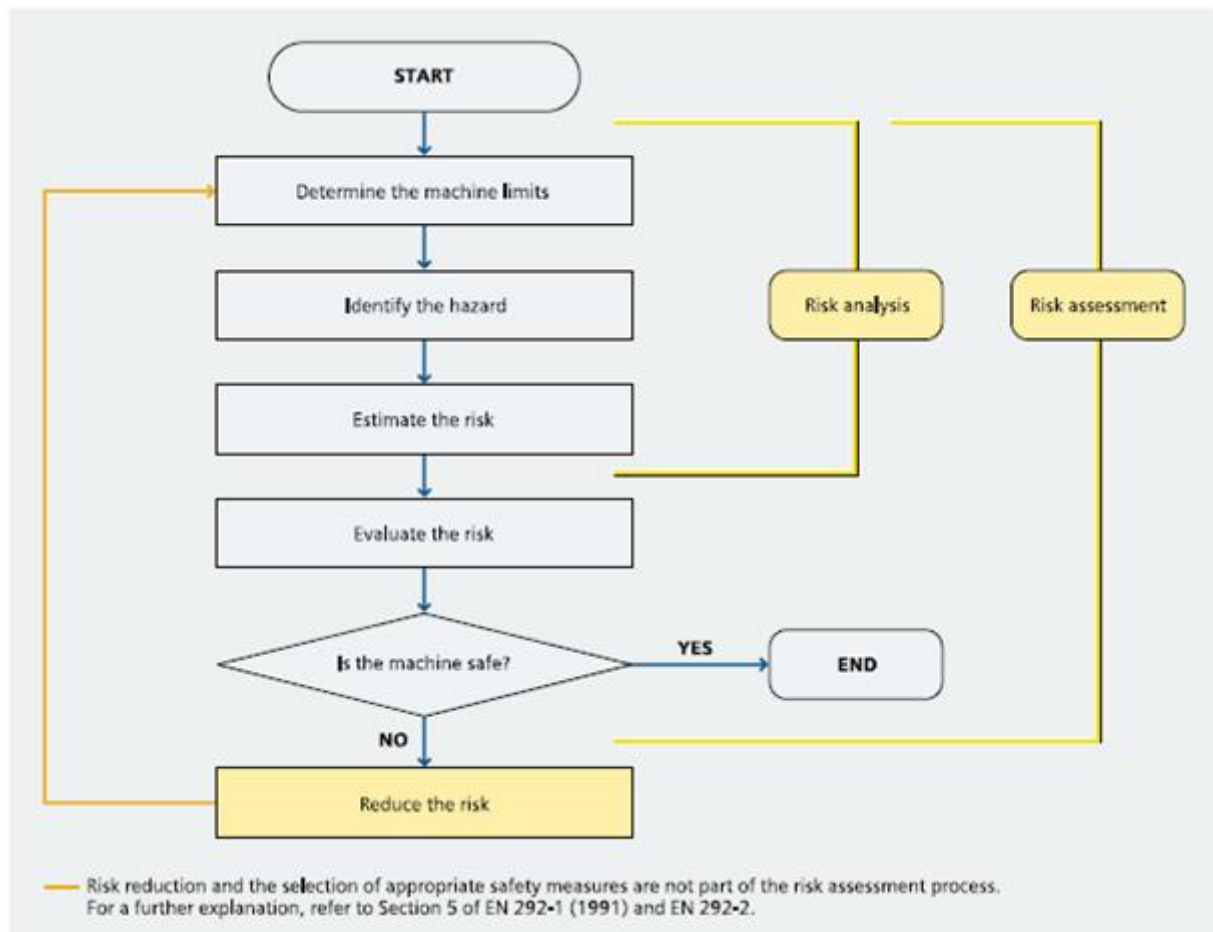 START
Determine the machine limits
Identify the hazard
Risk analysis
Risk assessment
Estimate the risk
Evaluate the risk
Is the machine safe?
YES
END
NO
Reduce the risk
Risk reduction and the selection of appropriate safety measures are not part of the risk assessment process.
For a further explanation, refer to Section 5 of EN 292-1 (1991) and EN 292-2.